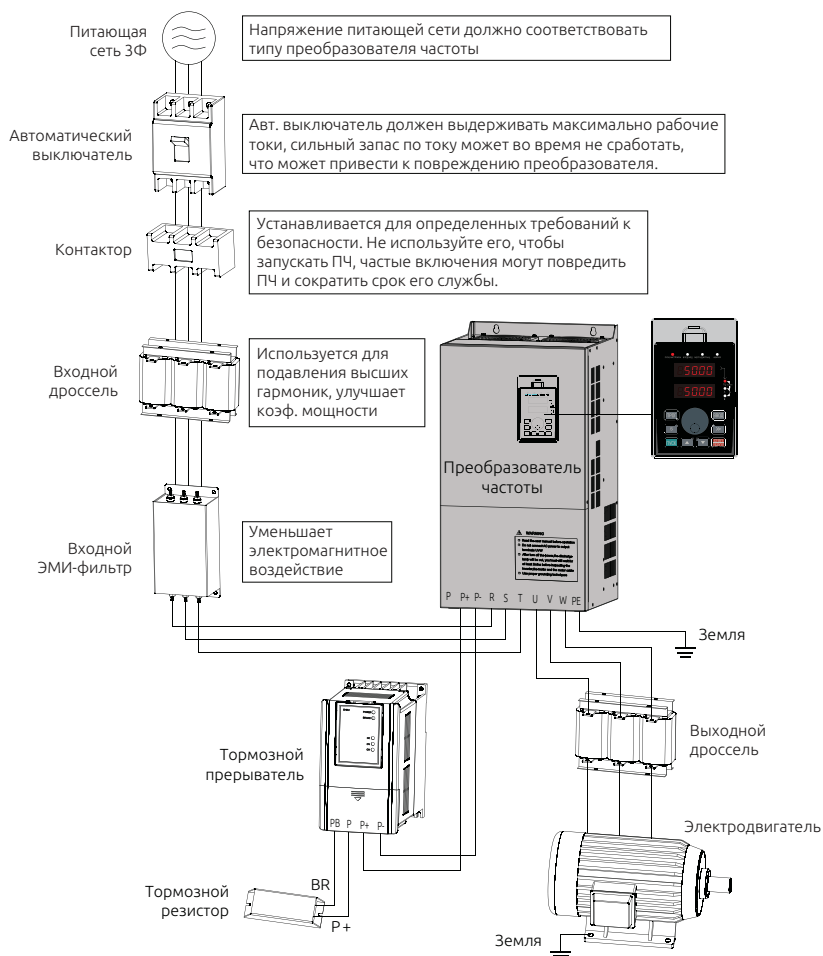 Питающая
сеть 3Ф
Напряжение питающей сети должно соответствовать
типу преобразователя частоты
Автоматический
выключатель
Авт. выключатель должен выдерживать максимально рабочие
токи, сильный запас по току может во время не сработать,
что может привести к повреждению преобразователя.
Контактор
Устанавливается для определенных требований к
безопасности. Не используйте его, чтобы
запускать ПЧ, частые включения могут повредить
ПЧ и сократить срок его службы.
Входной
дроссель
Используется для
подавления высших
гармоник, улучшает
коэф. мощности
50.00
50.00
Преобразователь
частоты
Входной
ЭМИ-фильтр
Уменьшает
электромагнитное
воздействие
WARNING
P P+ P- R S T U V W PE
Земля
Тормозной
прерыватель
PB P P+ P-
Выходной
дроссель
Электродвигатель
Тормозной
резистор
BR
P+
Земля